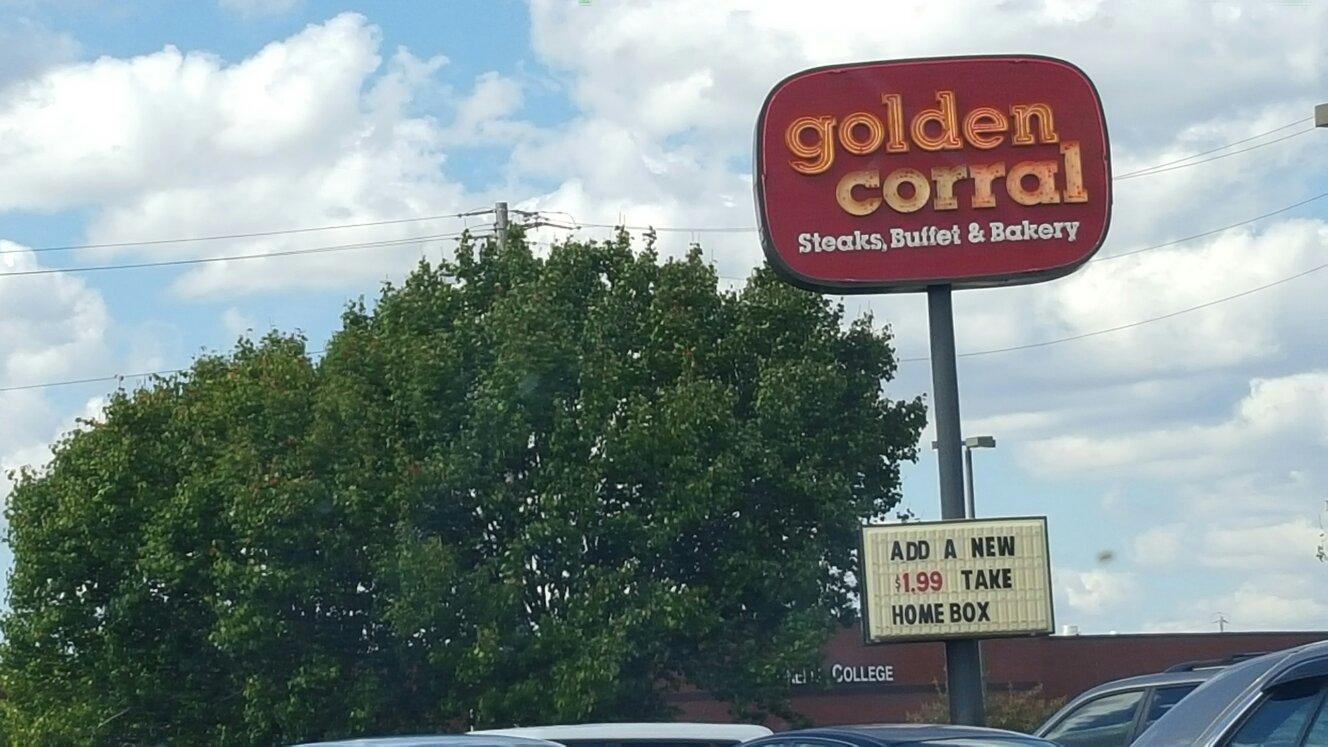 golden
corral
Steaks, Buffet & Bakery
ADD A NEW
$1.99 TAKE
HOME BOX
COLLEGE